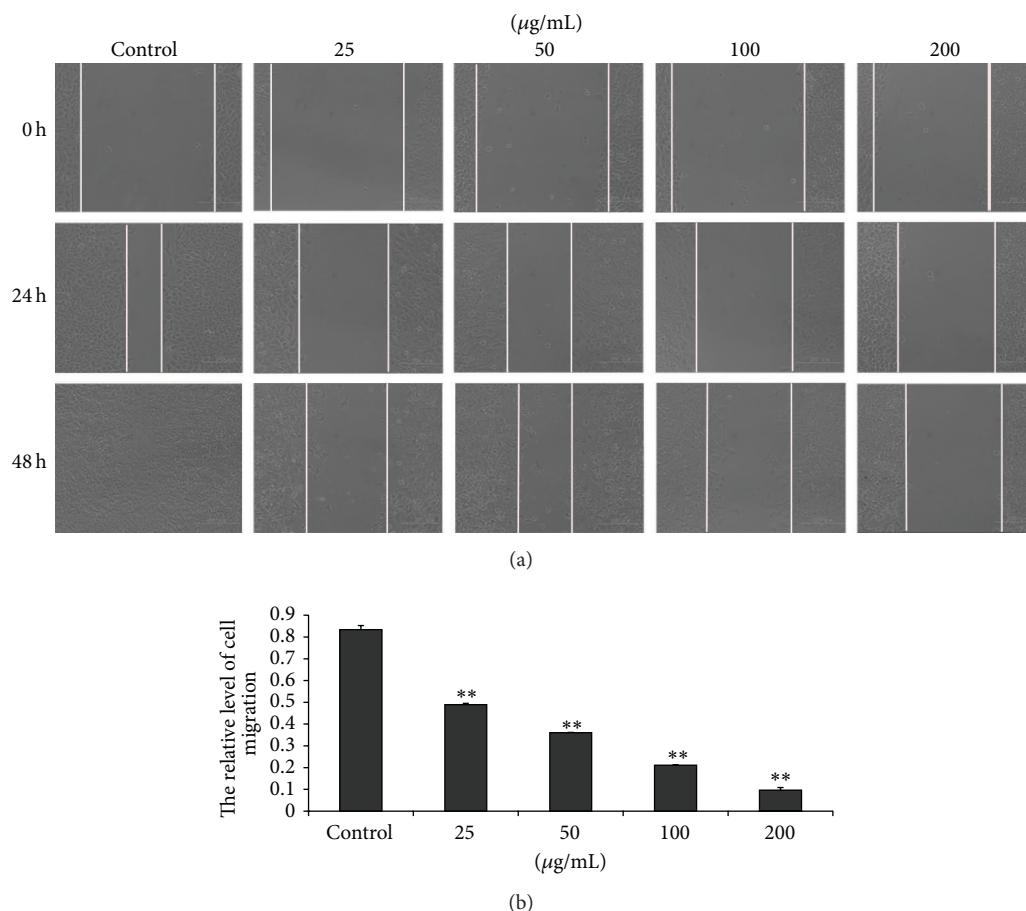 (μg/mL)
Control 25 50 100 200
0 h
24 h
48 h
(a)
The relative level of cell
migration
0.9
0.8
0.7
0.6
0.5
0.4
0.3
0.2
0.1
0
** ** ** **
Control 25 50 100 200
(μg/mL)
(b)